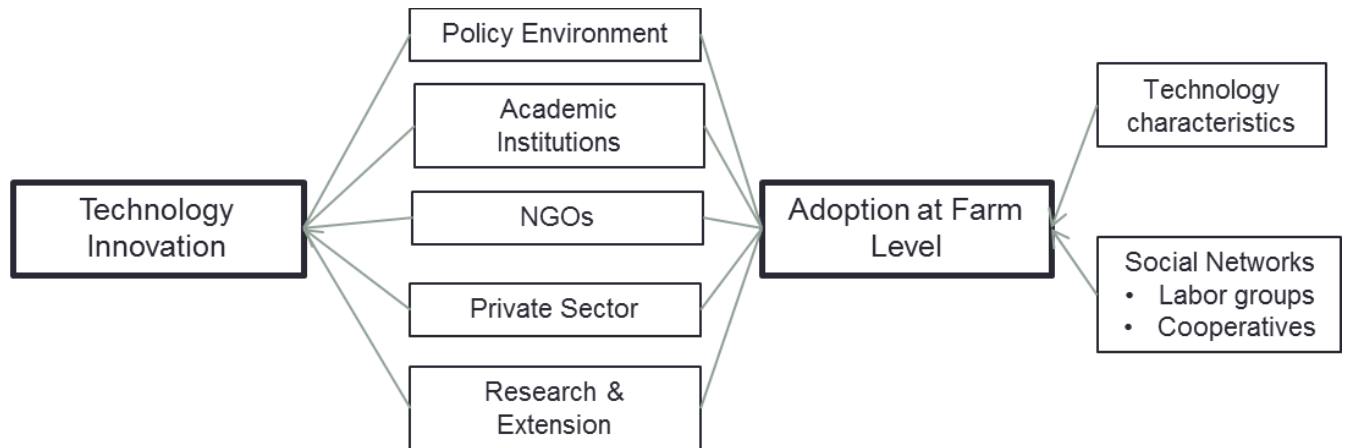 Policy Environment
Academic
Institutions
Technology
Innovation
NGOs
Private Sector
Research &
Extension
Adoption at Farm
Level
Technology
characteristics
Social Networks
• Labor groups
• Cooperatives